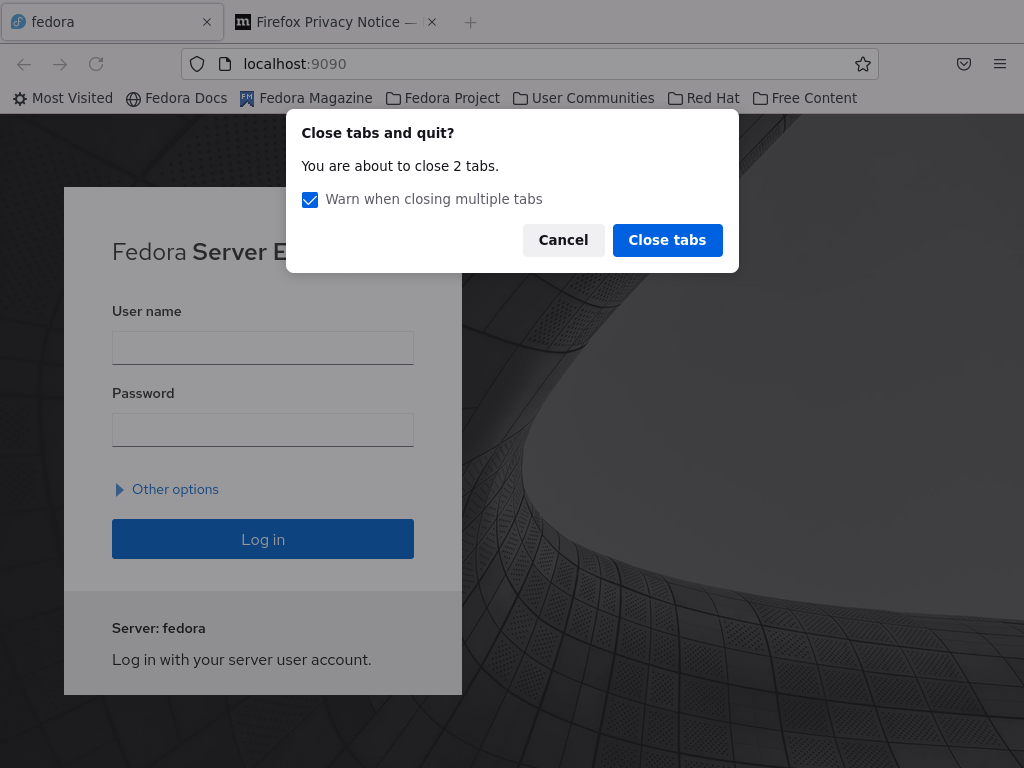 fedora
Firefox Privacy Notice —
localhost:9090
Most Visited Fedora Docs Fedora Magazine Fedora Project User Communities Red Hat Free Content
Close tabs and quit?
You are about to close 2 tabs.
Warn when closing multiple tabs
Cancel Close tabs
Fedora Server
User name
Password
Other options
Log in
Server: fedora
Log in with your server user account.